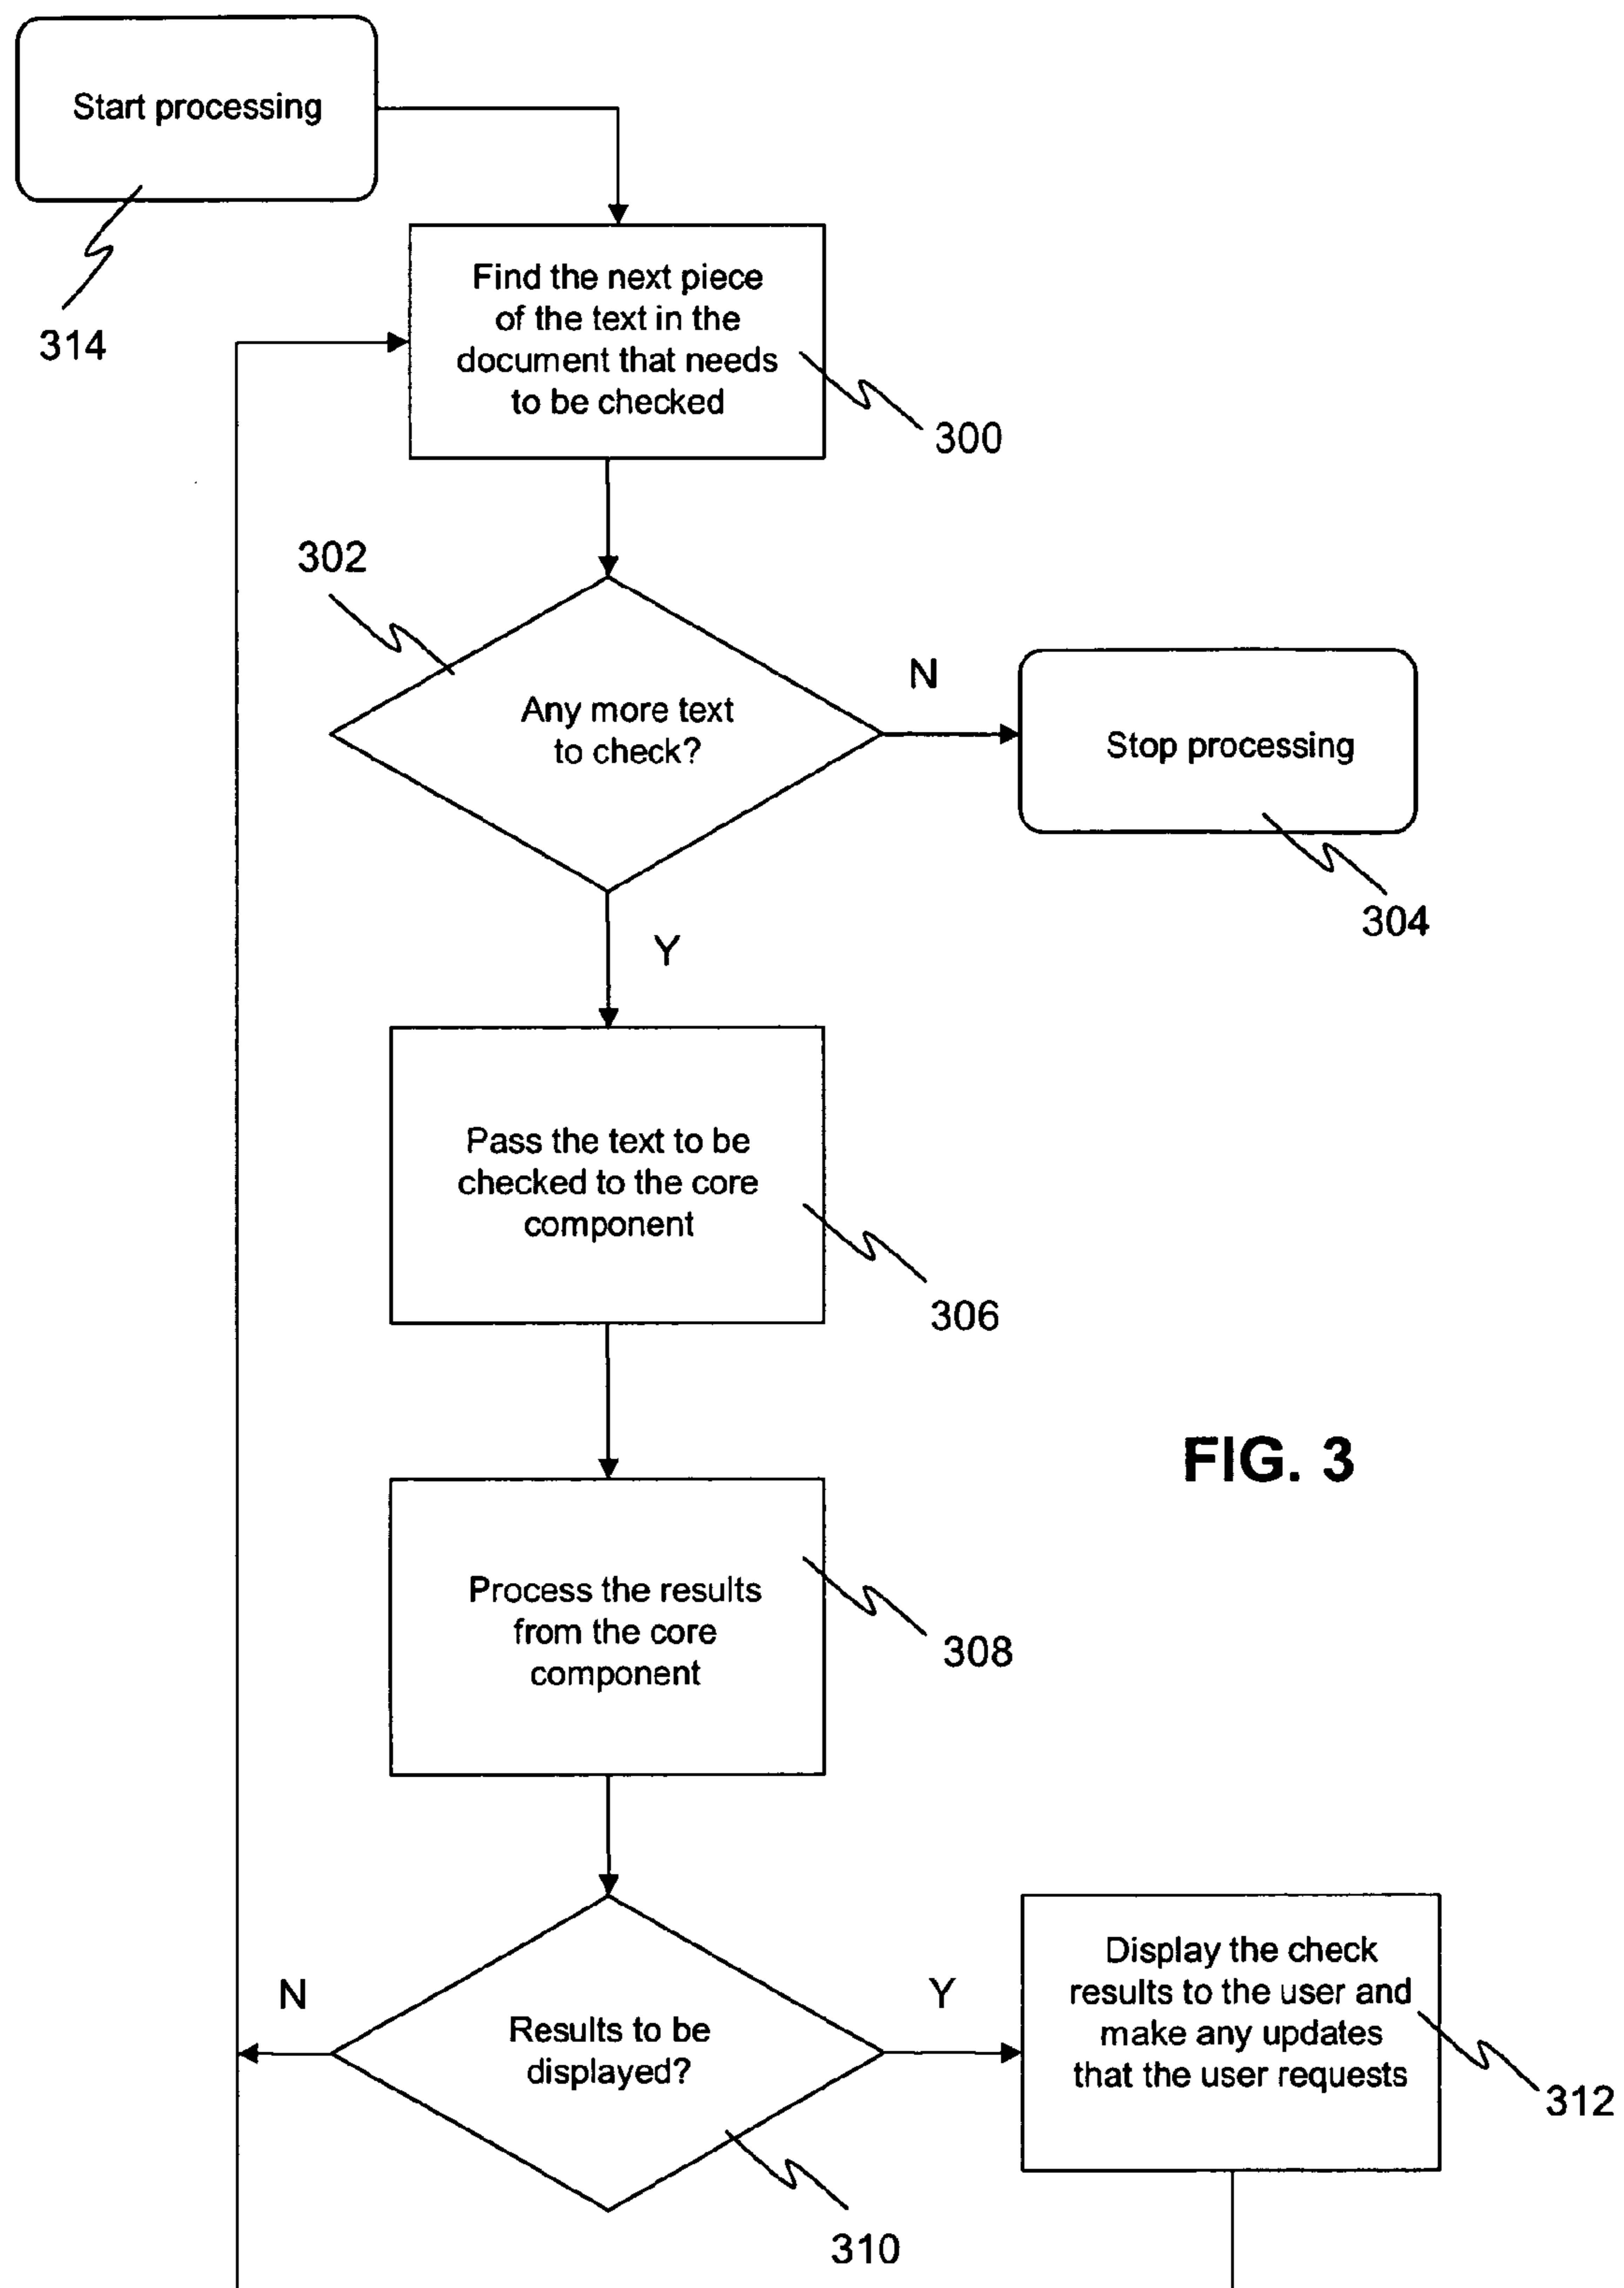 Start processing
314
Find the next piece
of the text in the
document that needs
to be checked
300
302
Any more text
to check?
N
Stop processing
304
Y
Pass the text to be
checked to the core
component
306
FIG. 3
Process the results
from the core
component
308
N
Results to be
displayed?
Y
Display the check
results to the user and
make any updates
that the user requests
312
310